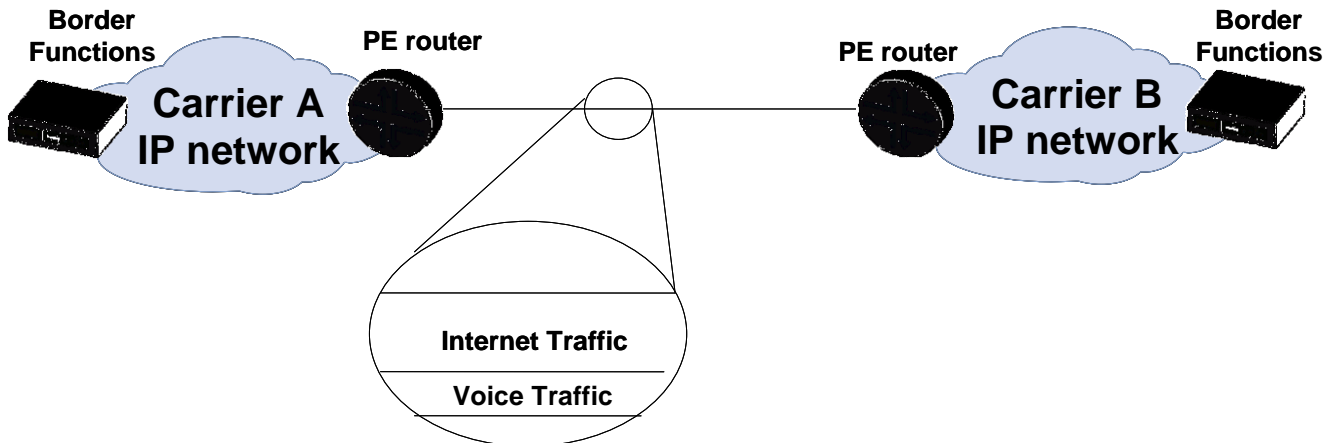 Border
Functions
PE router
Carrier A
IP network
PE router
Border
Functions
Carrier B
IP network
Internet Traffic
Voice Traffic